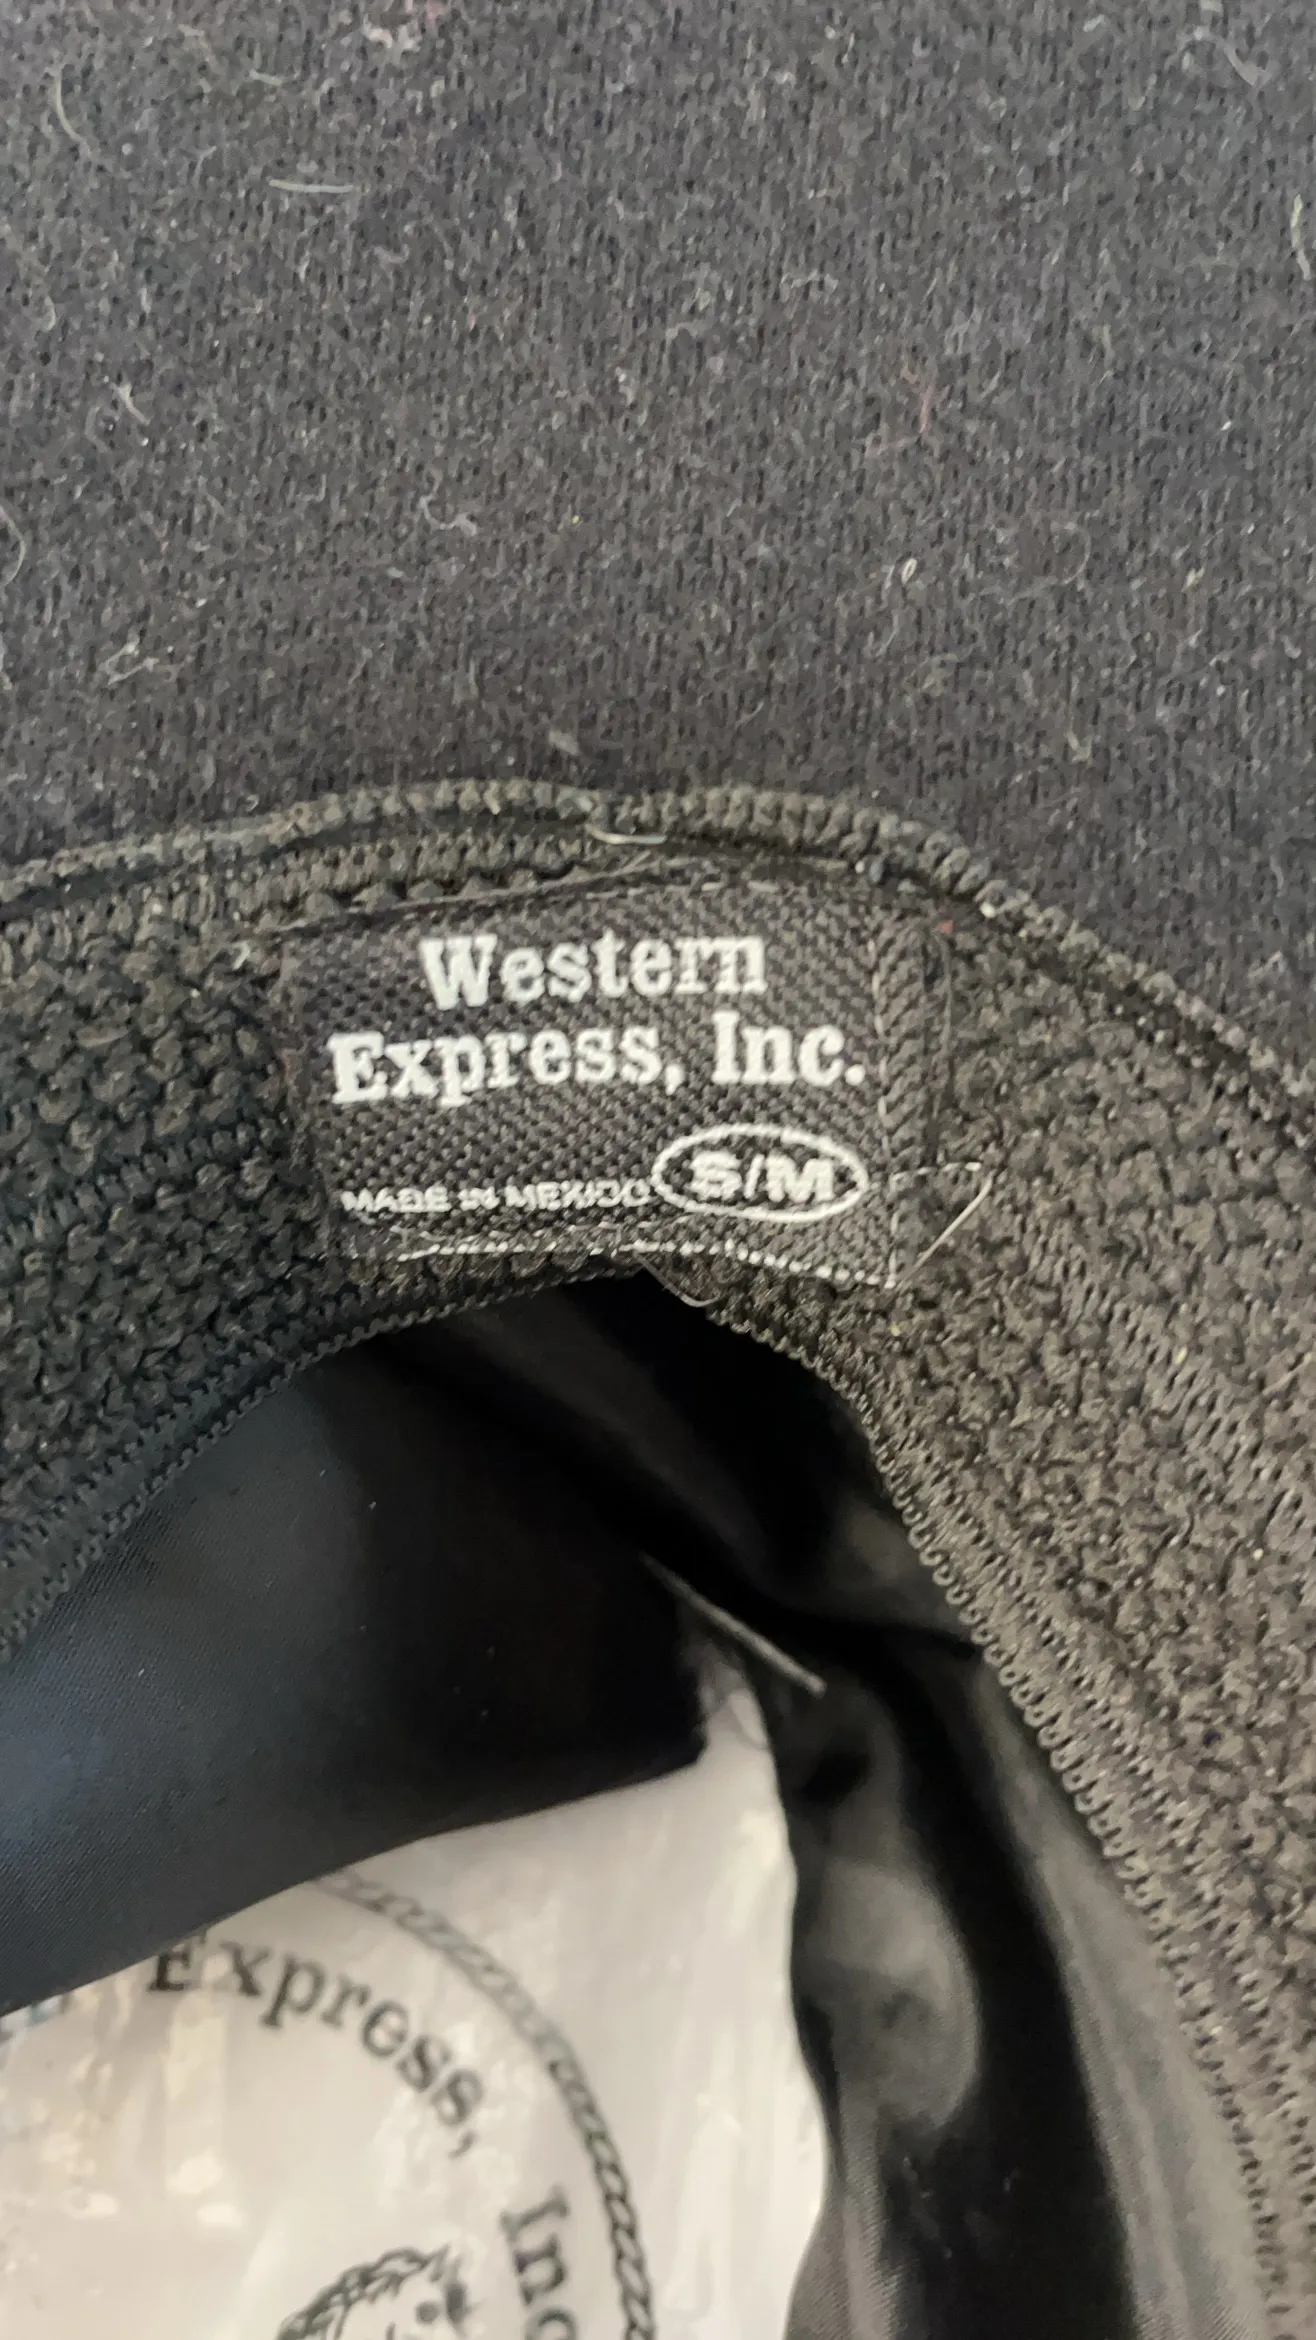 Western
Express, Inc.
MADE IN MEXICO S/M
Express, Inc